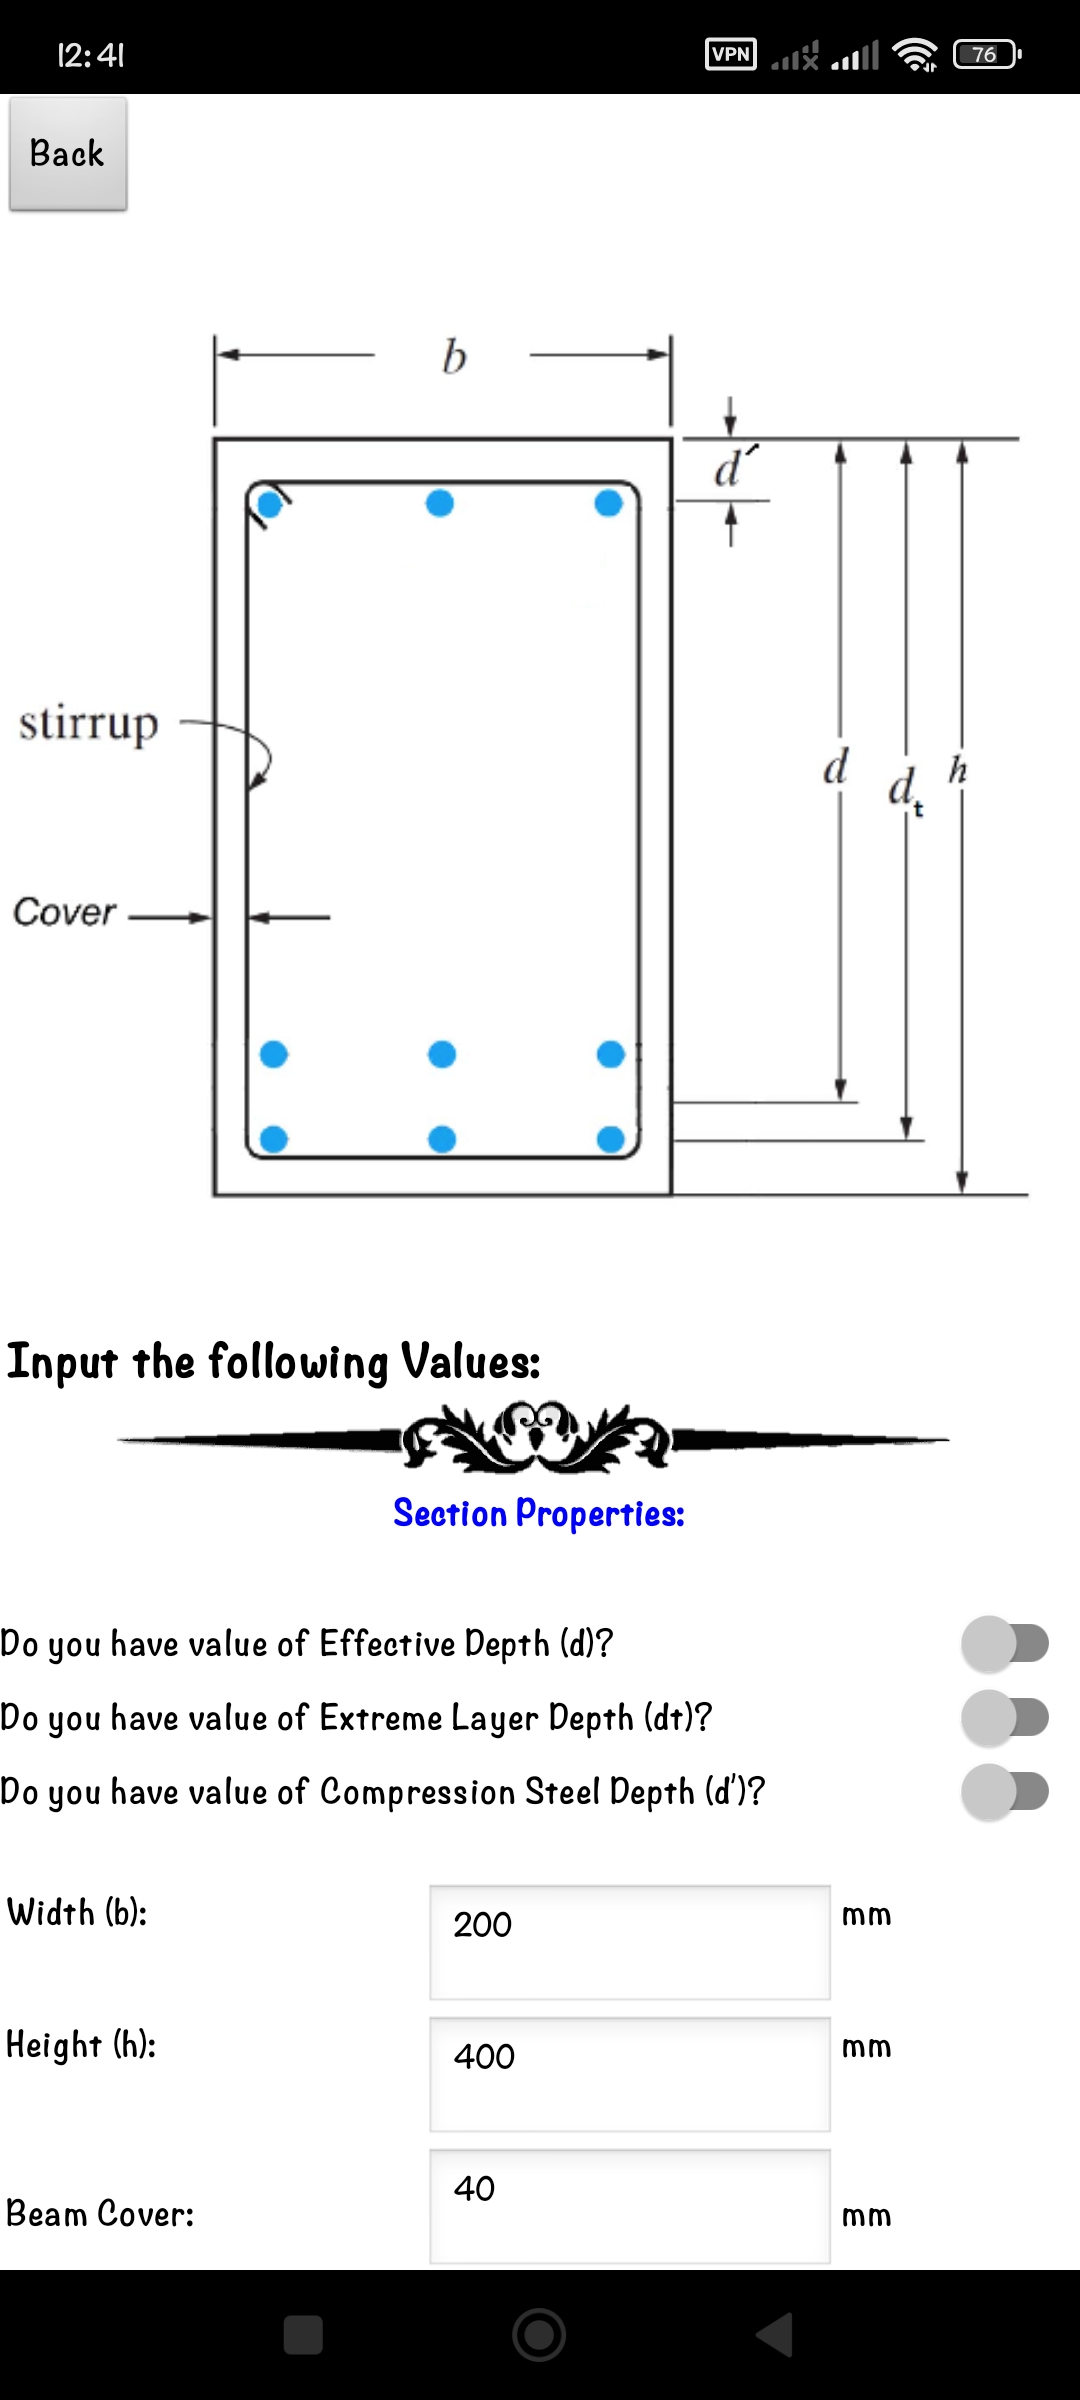 12:41
VPN 76
Back
b
d′
stirrup
d dt h
Cover
Input the following Values:
Section Properties:
Do you have value of Effective Depth (d)?
Do you have value of Extreme Layer Depth (dt)?
Do you have value of Compression Steel Depth (d')?
Width (b): 200 mm
Height (h): 400 mm
Beam Cover: 40 mm